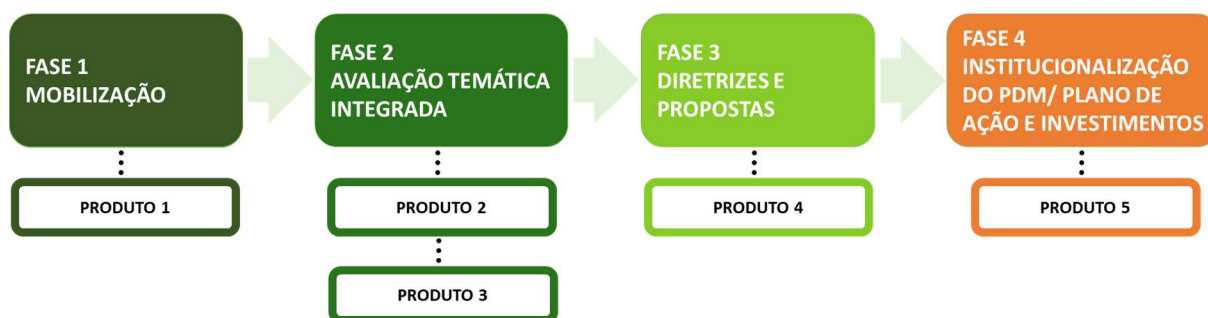 FASE 1
MOBILIZAÇÃO
FASE 2
AVALIAÇÃO TEMÁTICA
INTEGRADA
FASE 3
DIRETRIZES E
PROPOSTAS
FASE 4
INSTITUCIONALIZAÇÃO
DO PDM/ PLANO DE
AÇÃO E INVESTIMENTOS
PRODUTO 1
PRODUTO 2
PRODUTO 4
PRODUTO 5
PRODUTO 3